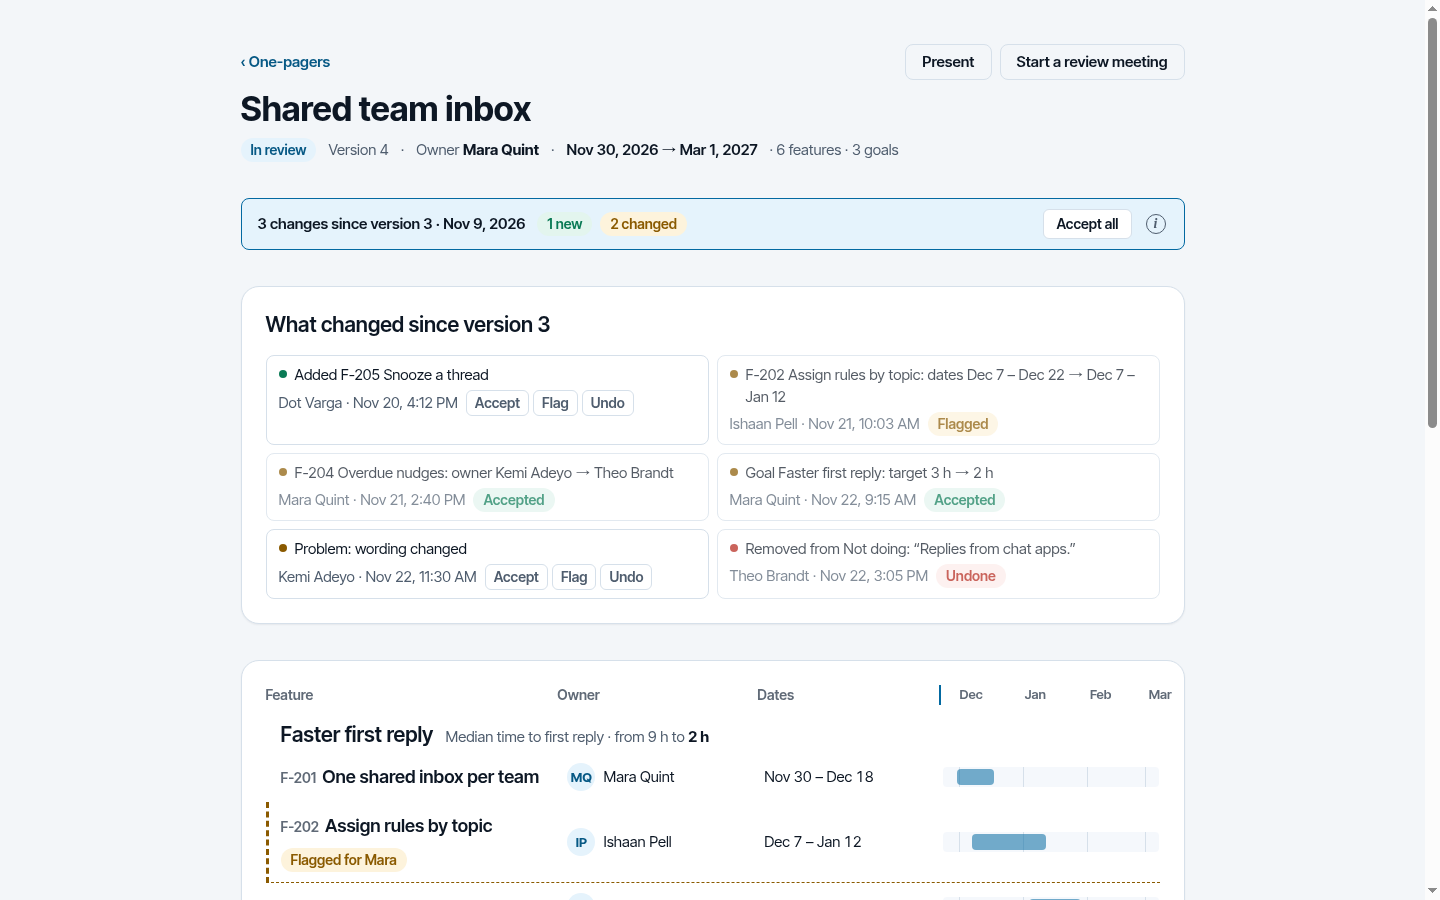 ‹ One-pagers
Present
Start a review meeting
Shared team inbox
In review Version 4 · Owner Mara Quint · Nov 30, 2026 → Mar 1, 2027 · 6 features · 3 goals
3 changes since version 3 · Nov 9, 2026 1 new 2 changed
Accept all
i
What changed since version 3
Added F-205 Snooze a thread
Dot Varga · Nov 20, 4:12 PM Accept Flag Undo
F-202 Assign rules by topic: dates Dec 7 – Dec 22 → Dec 7 –
Jan 12
Ishaan Pell · Nov 21, 10:03 AM Flagged
F-204 Overdue nudges: owner Kemi Adeyo → Theo Brandt
Mara Quint · Nov 21, 2:40 PM Accepted
Goal Faster first reply: target 3 h → 2 h
Mara Quint · Nov 22, 9:15 AM Accepted
Problem: wording changed
Kemi Adeyo · Nov 22, 11:30 AM Accept Flag Undo
Removed from Not doing: “Replies from chat apps.”
Theo Brandt · Nov 22, 3:05 PM Undone
Feature Owner Dates Dec Jan Feb Mar
Faster first reply Median time to first reply · from 9 h to 2 h
F-201 One shared inbox per team MQ Mara Quint Nov 30 – Dec 18
F-202 Assign rules by topic
Flagged for Mara
IP Ishaan Pell Dec 7 – Jan 12